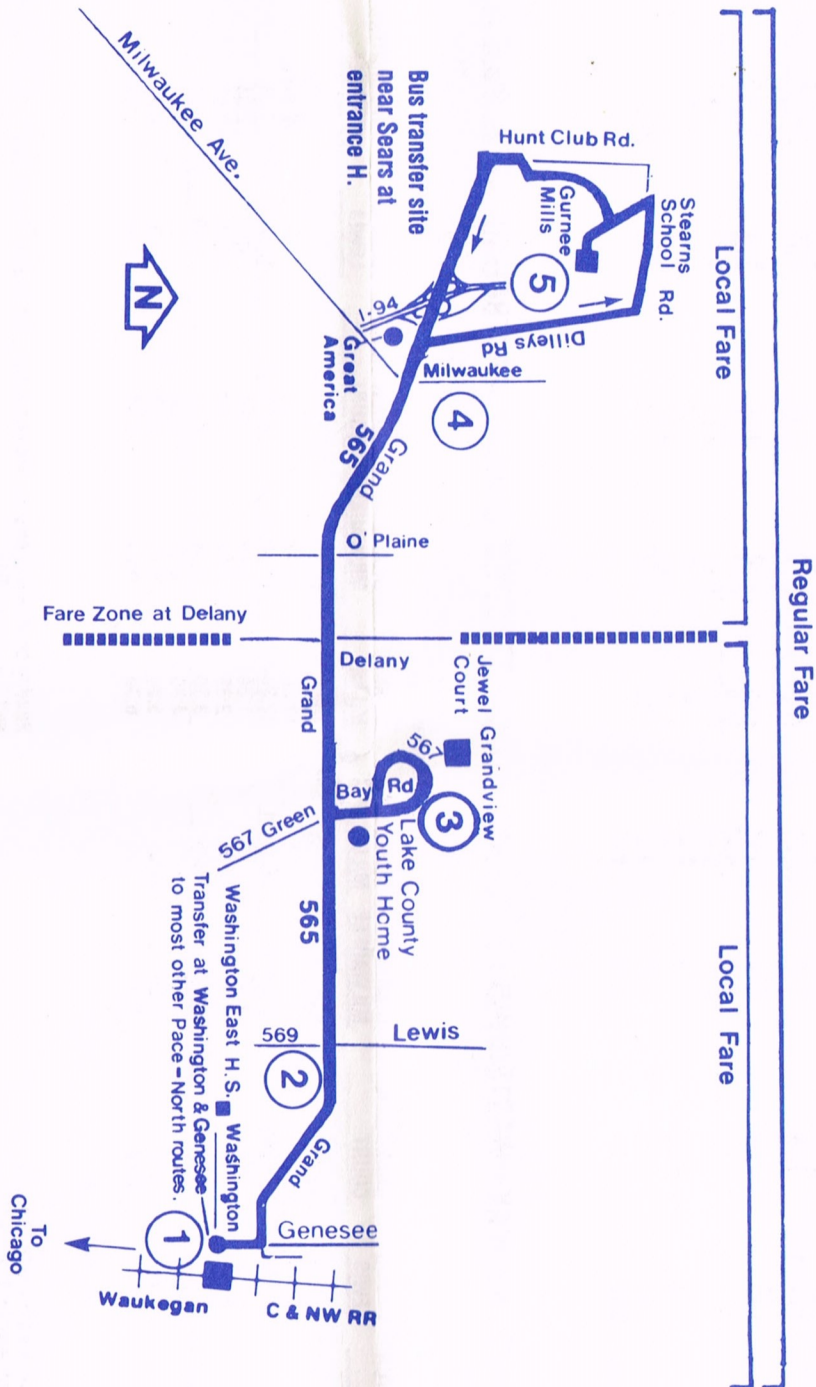 Regular Fare
Local Fare
Local Fare
Hunt Club Rd.
Stearns
School Rd.
Gurnee
Mills
5
Dilleys Rd
Bus transfer site
near Sears at
entrance H.
Milwaukee Ave.
I-94
Great
America
Milwaukee
4
Grand
565
N
O' Plaine
Fare Zone at Delany
Delany
Grand
Jewel Grandview
Court
567
Bay Rd
3
Lake County
Youth Home
567 Green
565
Lewis
569
2
Grand
Washington East H.S.
Washington
Transfer at Washington & Genesee
to most other Pace-North routes.
Genesee
1
To
Chicago
Waukegan
C & NW RR